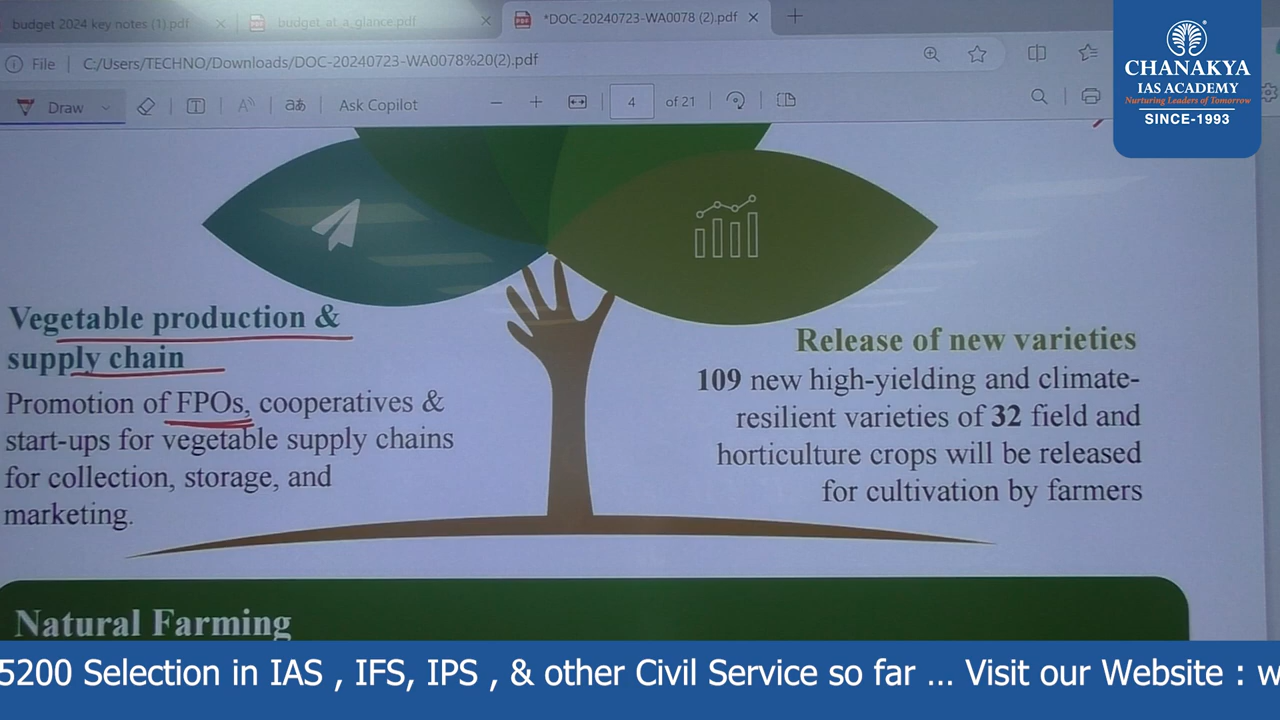 budget 2024 key notes (1).pdf
budget_at_a_glance.pdf
*DOC-20240723-WA0078 (2).pdf
File | C:/Users/TECHNO/Downloads/DOC-20240723-WA0078%20(2).pdf
Draw
aあ
Ask Copilot
4 of 21
CHANAKYA
IAS ACADEMY
Nurturing Leaders of Tomorrow
SINCE-1993
Vegetable production &
supply chain
Promotion of FPOs, cooperatives &
start-ups for vegetable supply chains
for collection, storage, and
marketing.
Release of new varieties
109 new high-yielding and climate-
resilient varieties of 32 field and
horticulture crops will be released
for cultivation by farmers
Natural Farming
5200 Selection in IAS , IFS, IPS , & other Civil Service so far ... Visit our Website : w